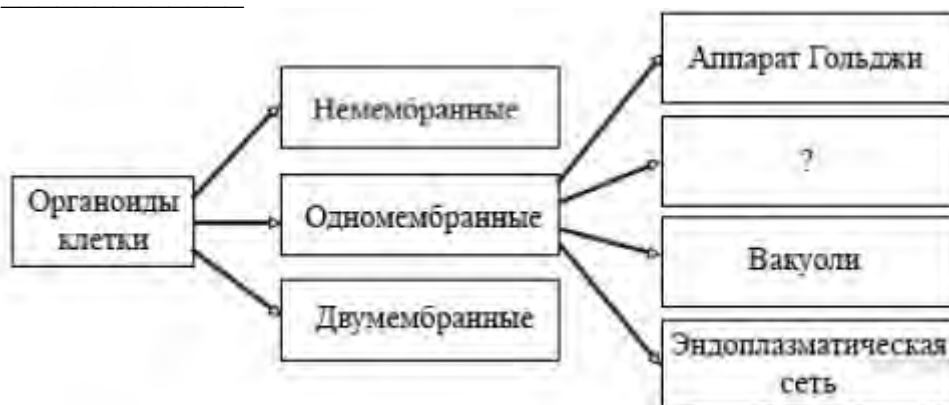 Аппарат Гольджи
Немембранные
?
Органоиды
клетки
Одномембранные
Вакуоли
Двумембранные
Эндоплазматическая
сеть